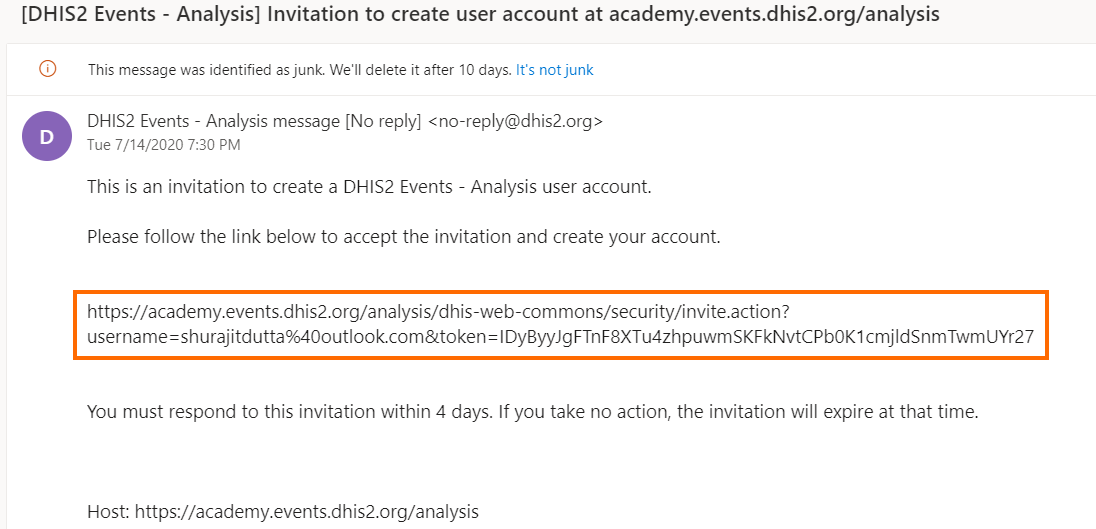 [DHIS2 Events - Analysis] Invitation to create user account at academy.events.dhis2.org/analysis
This message was identified as junk. We'll delete it after 10 days. It's not junk
D
DHIS2 Events - Analysis message [No reply] <no-reply@dhis2.org>
Tue 7/14/2020 7:30 PM
This is an invitation to create a DHIS2 Events - Analysis user account.
Please follow the link below to accept the invitation and create your account.
https://academy.events.dhis2.org/analysis/dhis-web-commons/security/invite.action?
username=shurajitdutta%40outlook.com&token=IDyByyJgFTnF8XTu4zhpuwmSKFkNvtCPb0K1cmjldSnmTwmUYr27
You must respond to this invitation within 4 days. If you take no action, the invitation will expire at that time.
Host: https://academy.events.dhis2.org/analysis